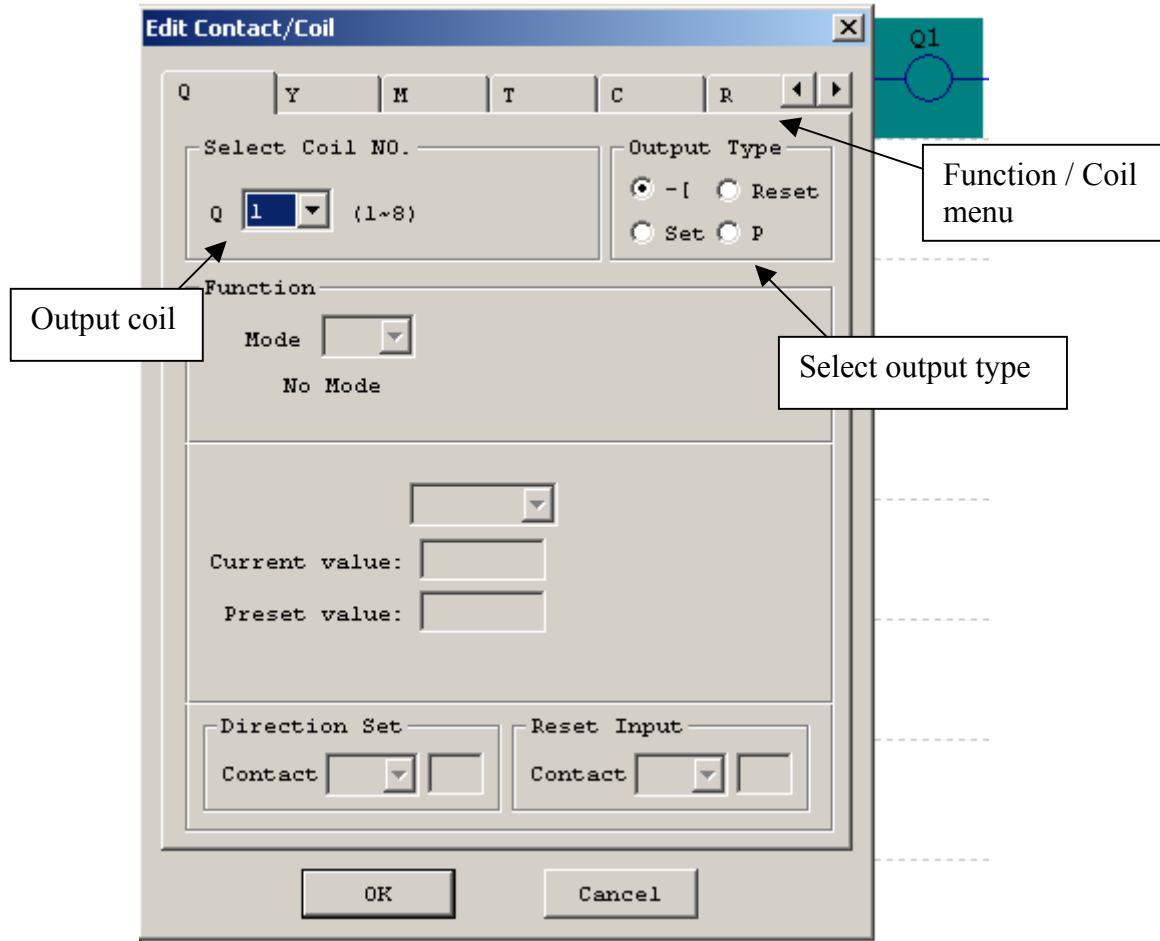 Edit Contact/Coil
Q1
Q Y M T C R
Select Coil NO.
Output Type
Q 1 (1~8)
-[ Reset
Set P
Function / Coil
menu
Output coil
Function
Mode
No Mode
Select output type
Current value:
Preset value:
Direction Set
Reset Input
Contact
Contact
OK
Cancel